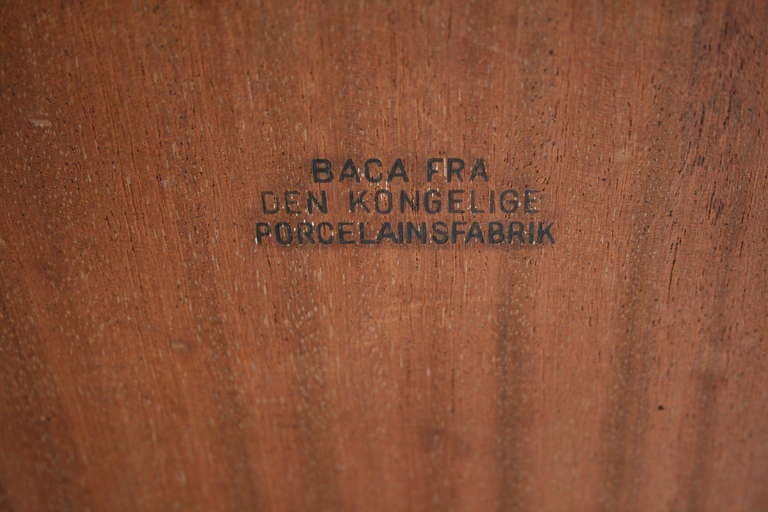 BACA FRA
DEN KONGELIGE
PORCELAINSFABRIK